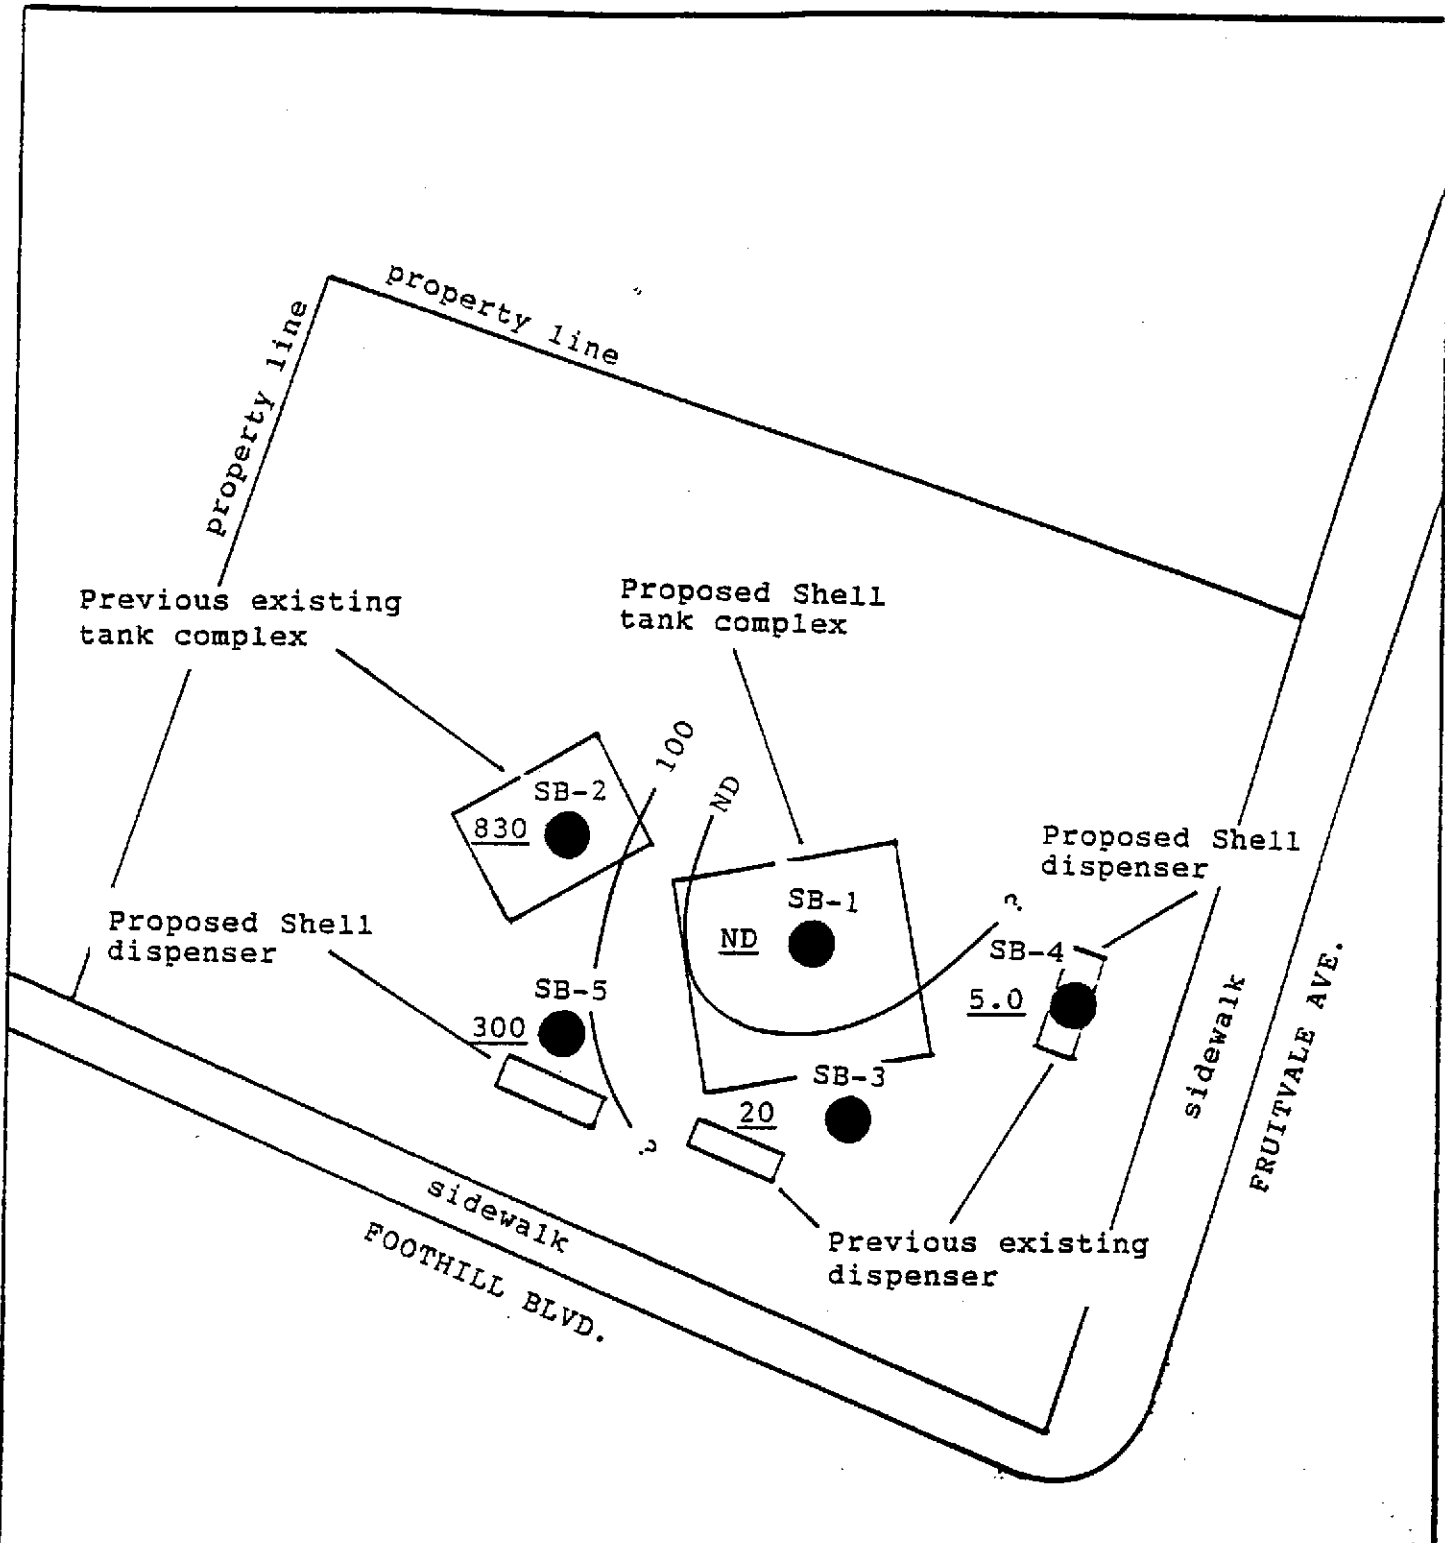 property line
property line
Previous existing
tank complex
Proposed Shell
tank complex
100
ND
SB-2
830
Proposed Shell
dispenser
SB-1
ND
?
SB-4
5.0
Proposed Shell
dispenser
SB-5
300
SB-3
20
?
sidewalk
FRUITVALE AVE.
sidewalk
FOOTHILL BLVD.
Previous existing
dispenser